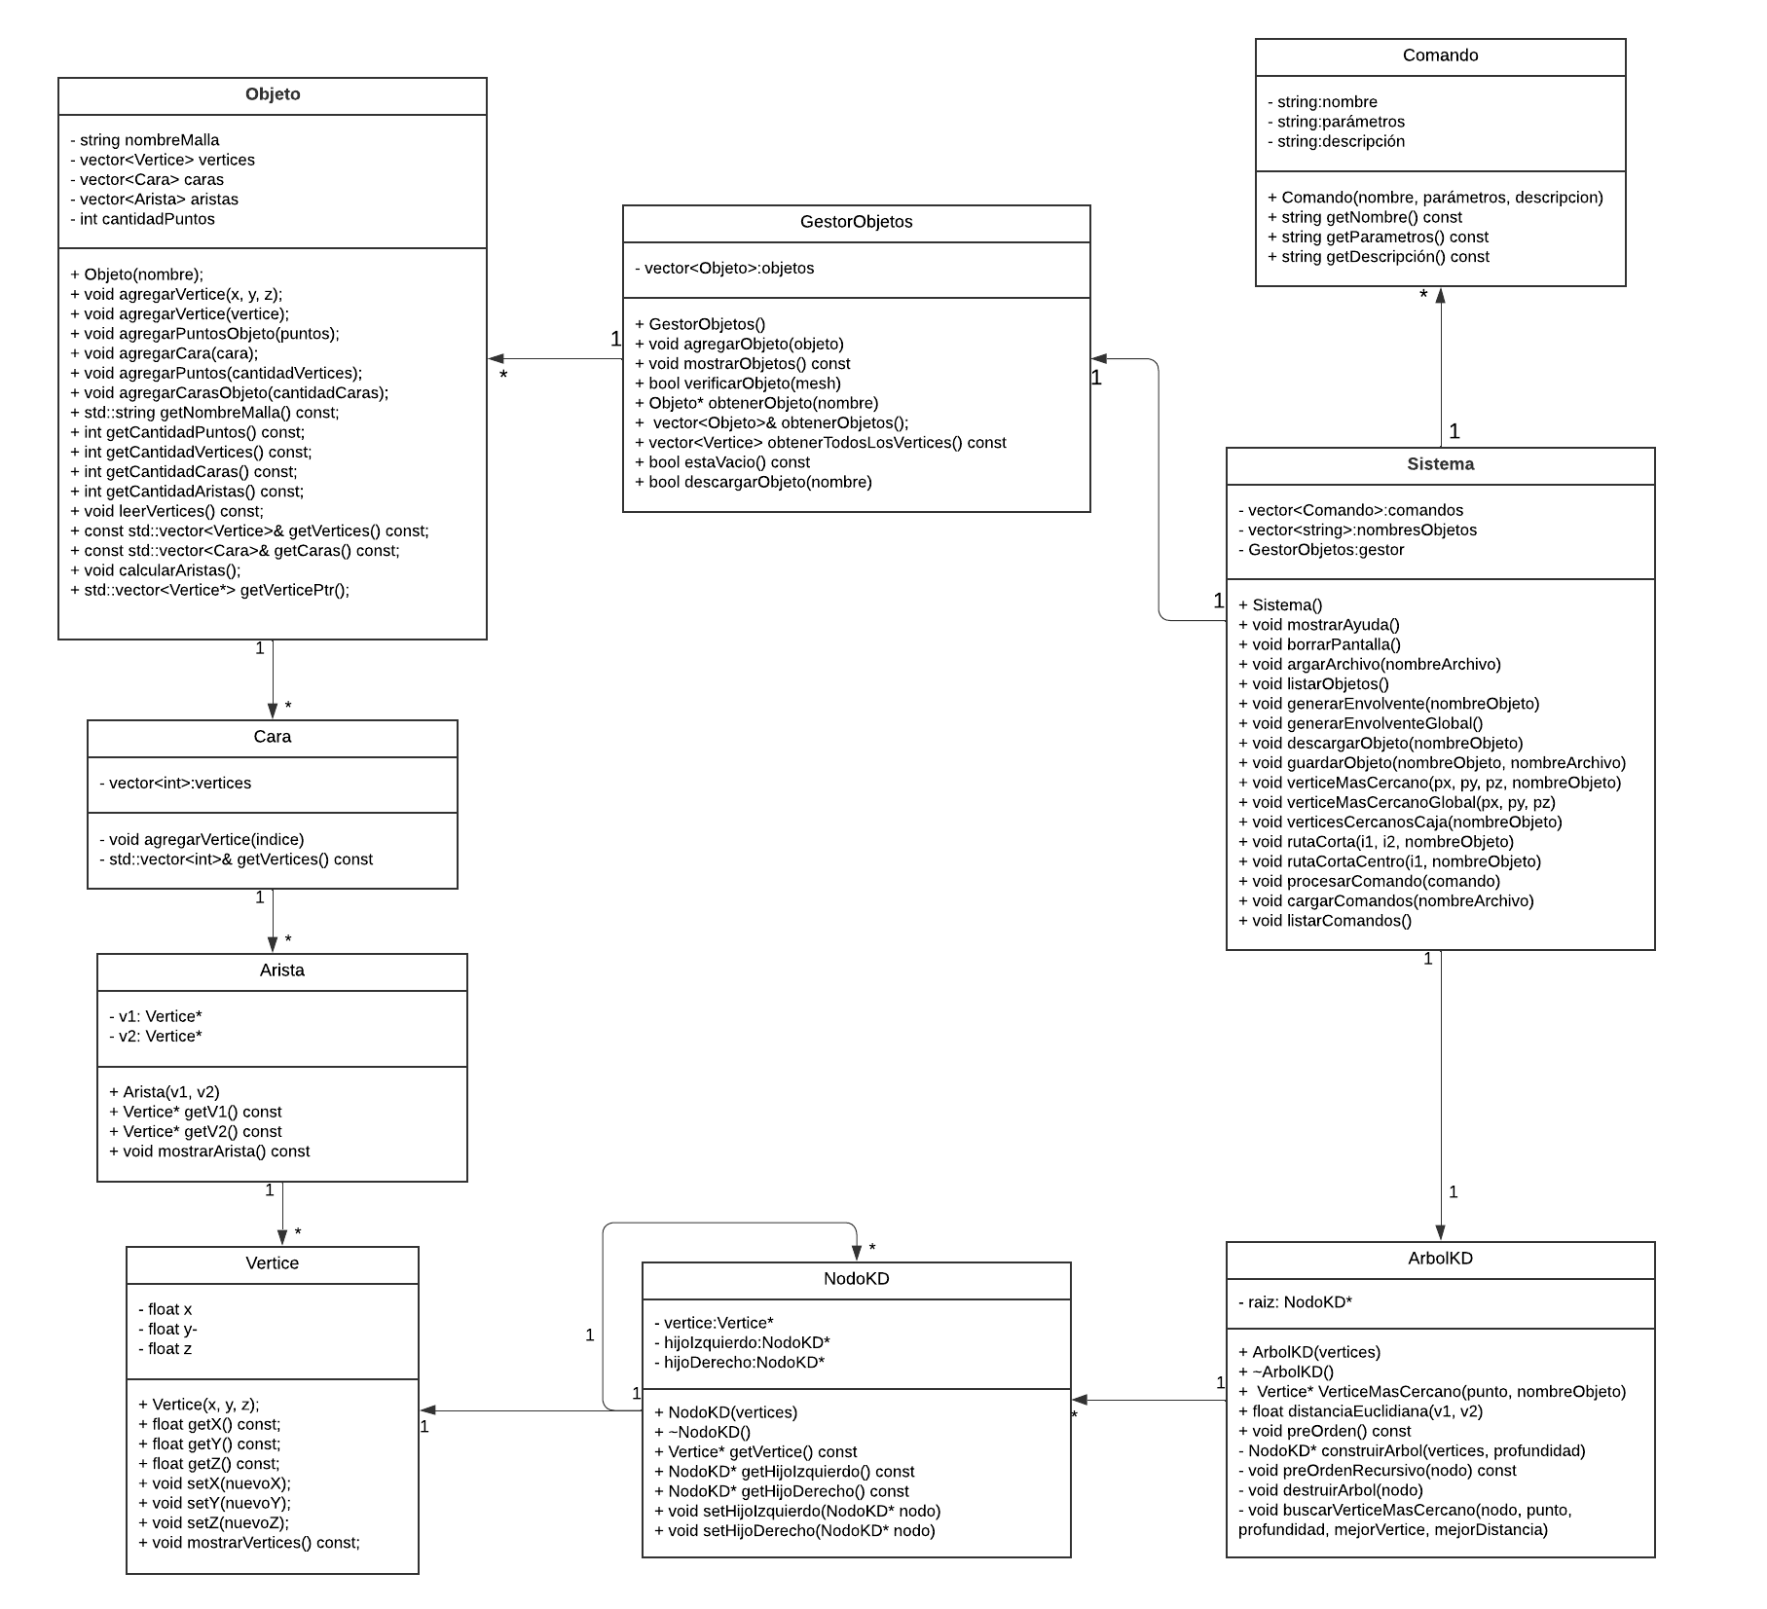 Objeto
- string nombreMalla
- vector<Vertice> vertices
- vector<Cara> caras
- vector<Arista> aristas
- int cantidadPuntos
+ Objeto(nombre);
+ void agregarVertice(x, y, z);
+ void agregarVertice(vertice);
+ void agregarPuntosObjeto(puntos);
+ void agregarCara(cara);
+ void agregarPuntos(cantidadVertices);
+ void agregarCarasObjeto(cantidadCaras);
+ std::string getNombreMalla() const;
+ int getCantidadPuntos() const;
+ int getCantidadVertices() const;
+ int getCantidadCaras() const;
+ int getCantidadAristas() const;
+ void leerVertices() const;
+ const std::vector<Vertice>& getVertices() const;
+ const std::vector<Cara>& getCaras() const;
+ void calcularAristas();
+ std::vector<Vertice*> getVerticePtr();
1
*
Cara
- vector<int>:vertices
- void agregarVertice(indice)
- std::vector<int>& getVertices() const
1
*
Arista
- v1: Vertice*
- v2: Vertice*
+ Arista(v1, v2)
+ Vertice* getV1() const
+ Vertice* getV2() const
+ void mostrarArista() const
1
*
Vertice
- float x
- float y-
- float z
+ Vertice(x, y, z);
+ float getX() const;
+ float getY() const;
+ float getZ() const;
+ void setX(nuevoX);
+ void setY(nuevoY);
+ void setZ(nuevoZ);
+ void mostrarVertices() const;
GestorObjetos
- vector<Objeto>:objetos
+ GestorObjetos()
+ void agregarObjeto(objeto)
+ void mostrarObjetos() const
+ bool verificarObjeto(mesh)
+ Objeto* obtenerObjeto(nombre)
+  vector<Objeto>& obtenerObjetos();
+ vector<Vertice> obtenerTodosLosVertices() const
+ bool estaVacio() const
+ bool descargarObjeto(nombre)
1
*
1
1
Comando
- string:nombre
- string:parámetros
- string:descripción
+ Comando(nombre, parámetros, descripcion)
+ string getNombre() const
+ string getParametros() const
+ string getDescripción() const
*
1
Sistema
- vector<Comando>:comandos
- vector<string>:nombresObjetos
- GestorObjetos:gestor
+ Sistema()
+ void mostrarAyuda()
+ void borrarPantalla()
+ void argarArchivo(nombreArchivo)
+ void listarObjetos()
+ void generarEnvolvente(nombreObjeto)
+ void generarEnvolventeGlobal()
+ void descargarObjeto(nombreObjeto)
+ void guardarObjeto(nombreObjeto, nombreArchivo)
+ void verticeMasCercano(px, py, pz, nombreObjeto)
+ void verticeMasCercanoGlobal(px, py, pz)
+ void verticesCercanosCaja(nombreObjeto)
+ void rutaCorta(i1, i2, nombreObjeto)
+ void rutaCortaCentro(i1, nombreObjeto)
+ void procesarComando(comando)
+ void cargarComandos(nombreArchivo)
+ void listarComandos()
1
1
NodoKD
- vertice:Vertice*
- hijoIzquierdo:NodoKD*
- hijoDerecho:NodoKD*
+ NodoKD(vertices)
+ ~NodoKD()
+ Vertice* getVertice() const
+ NodoKD* getHijoIzquierdo() const
+ NodoKD* getHijoDerecho() const
+ void setHijoIzquierdo(NodoKD* nodo)
+ void setHijoDerecho(NodoKD* nodo)
*
1
1
1
*
1
ArbolKD
- raiz: NodoKD*
+ ArbolKD(vertices)
+ ~ArbolKD()
+  Vertice* VerticeMasCercano(punto, nombreObjeto)
+ float distanciaEuclidiana(v1, v2)
+ void preOrden() const
- NodoKD* construirArbol(vertices, profundidad)
- void preOrdenRecursivo(nodo) const
- void destruirArbol(nodo)
- void buscarVerticeMasCercano(nodo, punto,
profundidad, mejorVertice, mejorDistancia)